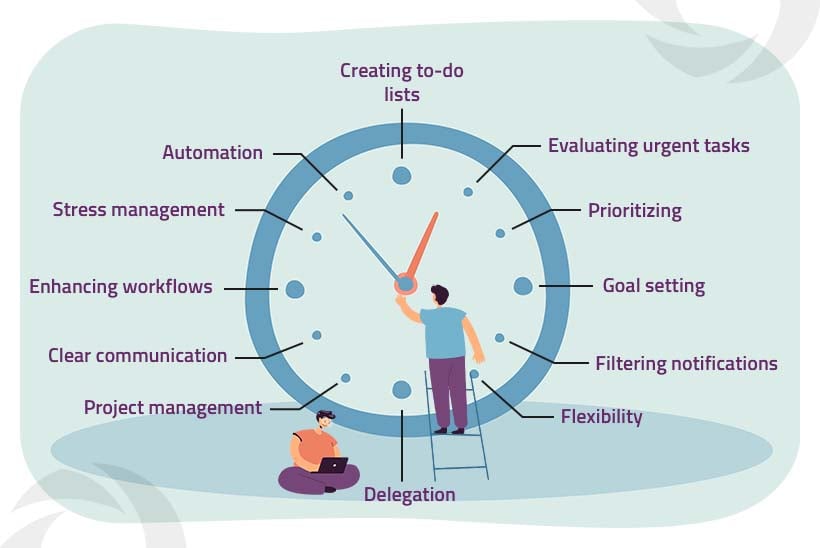 Creating to-do
lists
Evaluating urgent tasks
Prioritizing
Goal setting
Filtering notifications
Flexibility
Delegation
Project management
Clear communication
Enhancing workflows
Stress management
Automation